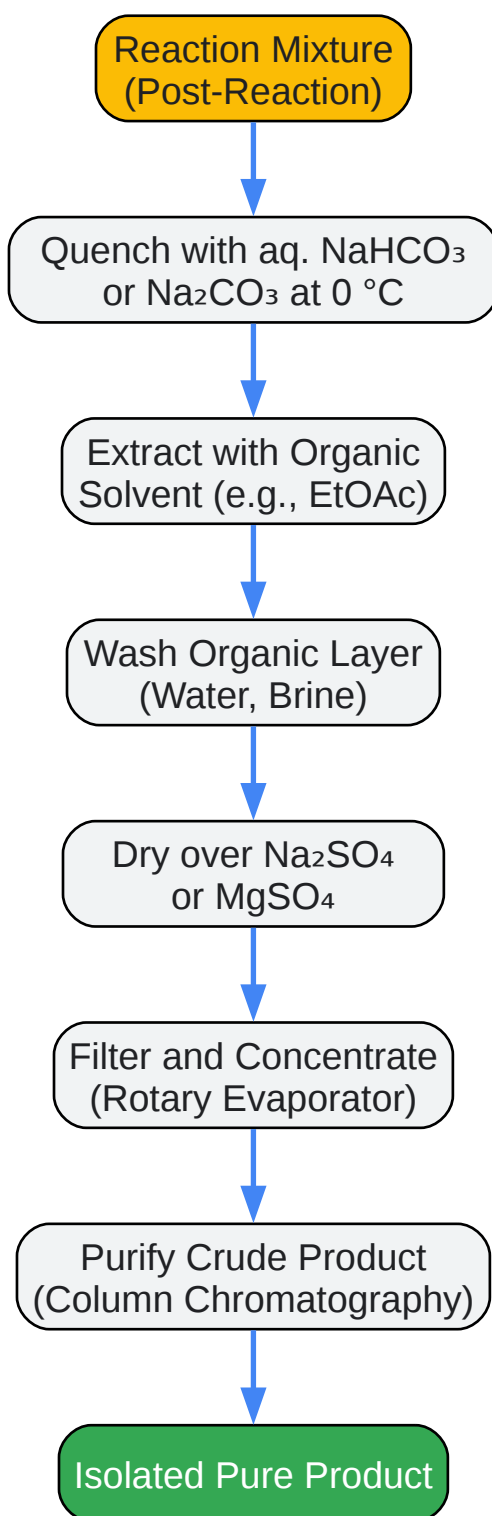 Reaction Mixture
(Post-Reaction)
Quench with aq. NaHCO₃
or Na₂CO₃ at 0 °C
Extract with Organic
Solvent (e.g., EtOAc)
Wash Organic Layer
(Water, Brine)
Dry over Na₂SO₄
or MgSO₄
Filter and Concentrate
(Rotary Evaporator)
Purify Crude Product
(Column Chromatography)
Isolated Pure Product